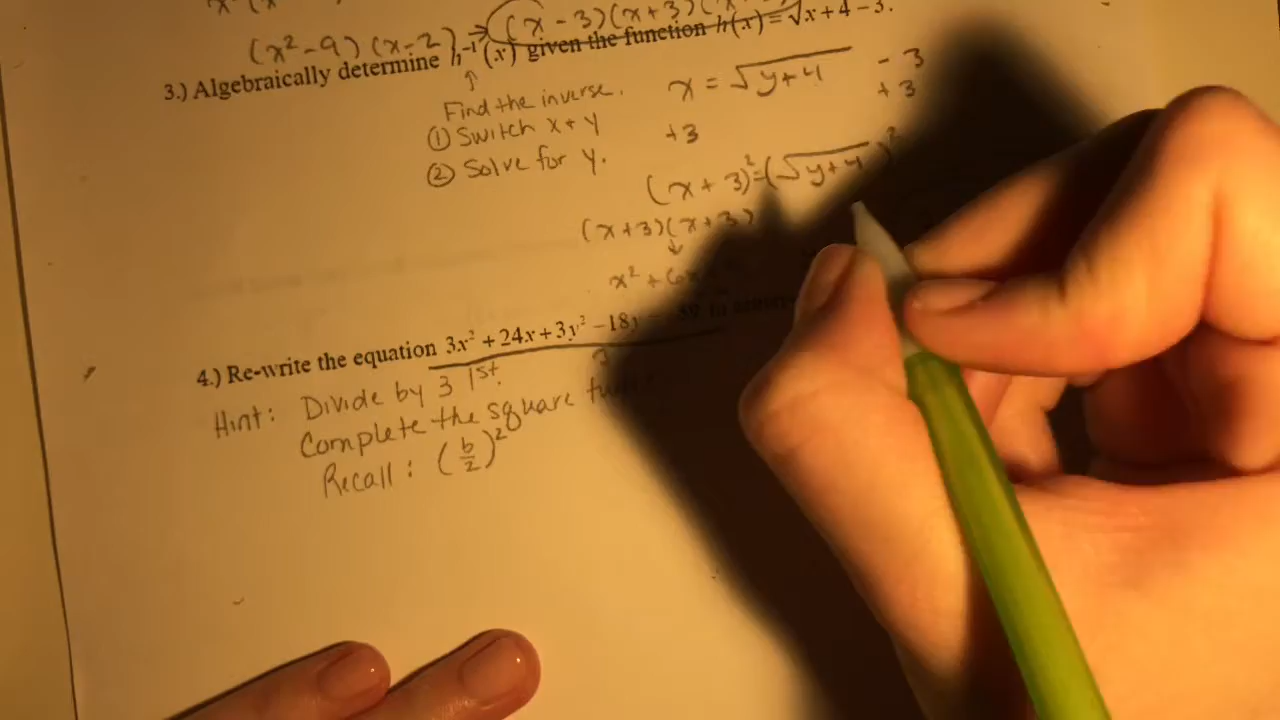 (x² - 9)(x - 2) → (x - 3)(x + 3)(x
3.) Algebraically determine h⁻¹(x) given the function h(x) = √x + 4 - 3.
↑
Find the inverse. x = √y+4 - 3
① Switch x + y +3 + 3
② Solve for y.
(x + 3)² = (√y+4)²
(x+3)(x+3)
↓
x² +
4.) Re-write the equation 3x² + 24x + 3y² - 18y
Hint: Divide by 3 1st.
Complete the square
Recall: (b/2)²